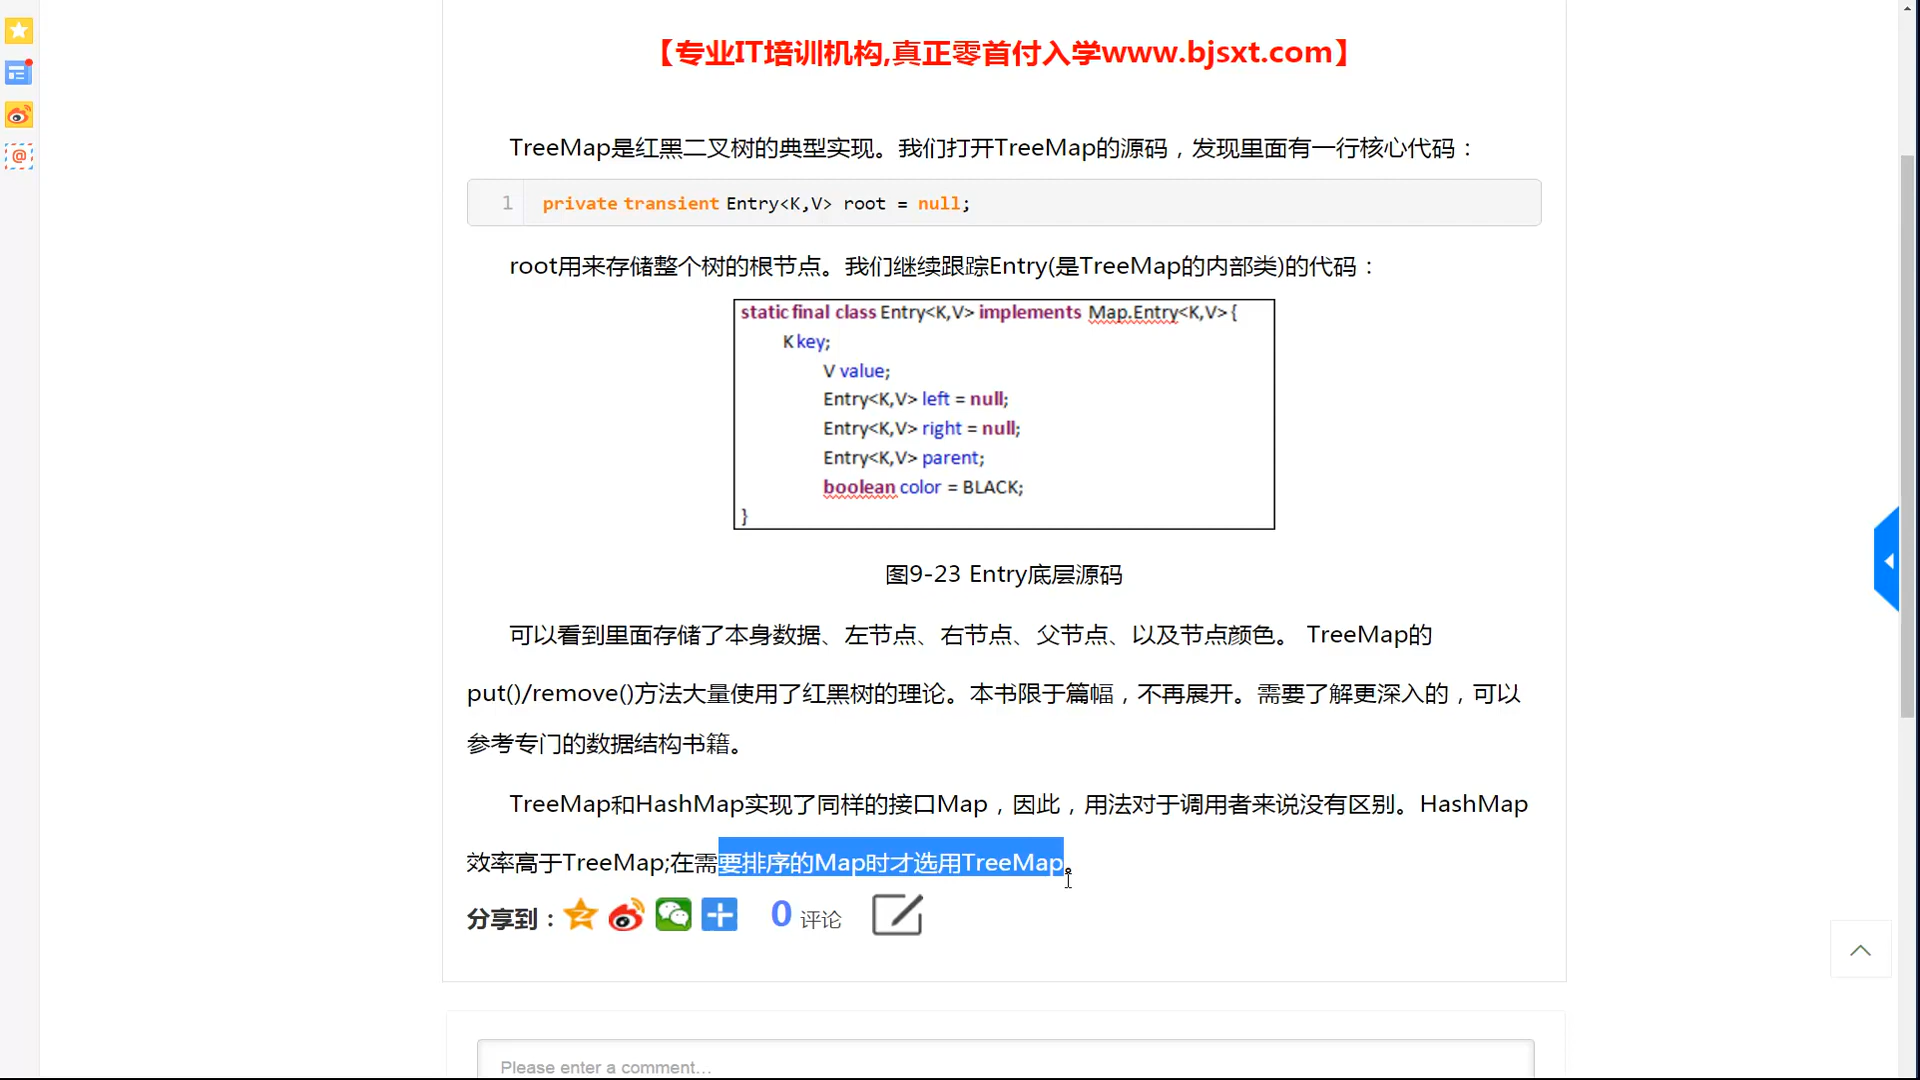 【专业IT培训机构,真正零首付入学www.bjsxt.com】
TreeMap是红黑二叉树的典型实现。我们打开TreeMap的源码，发现里面有一行核心代码：
1 private transient Entry<K,V> root = null;
root用来存储整个树的根节点。我们继续跟踪Entry(是TreeMap的内部类)的代码：
static final class Entry<K,V> implements Map.Entry<K,V> {
K key;
V value;
Entry<K,V> left = null;
Entry<K,V> right = null;
Entry<K,V> parent;
boolean color = BLACK;
}
图9-23 Entry底层源码
可以看到里面存储了本身数据、左节点、右节点、父节点、以及节点颜色。 TreeMap的
put()/remove()方法大量使用了红黑树的理论。本书限于篇幅，不再展开。需要了解更深入的，可以
参考专门的数据结构书籍。
TreeMap和HashMap实现了同样的接口Map，因此，用法对于调用者来说没有区别。HashMap
效率高于TreeMap;在需要排序的Map时才选用TreeMap。
分享到： 0 评论
Please enter a comment...